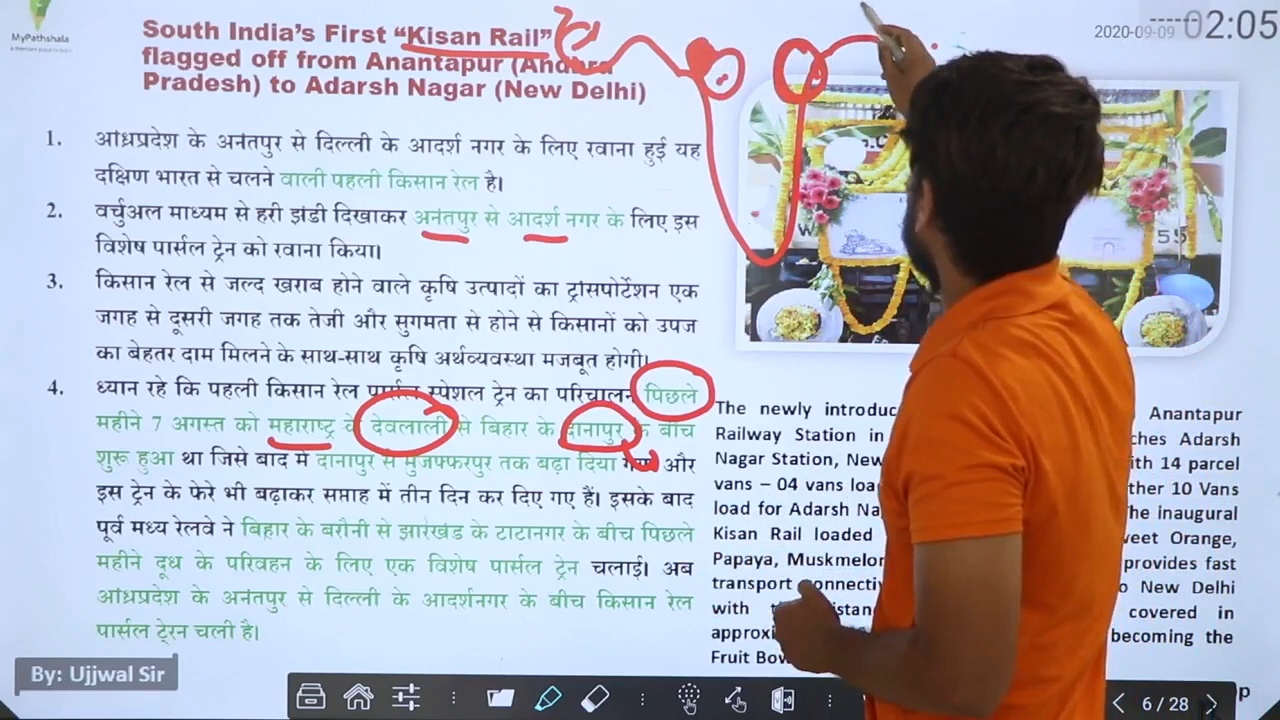 MyPathshala
South India's First "Kisan Rail"
flagged off from Anantapur (Andhra
Pradesh) to Adarsh Nagar (New Delhi)
2020-09-09 02:05
1. आंध्रप्रदेश के अनंतपुर से दिल्ली के आदर्श नगर के लिए रवाना हुई यह
दक्षिण भारत से चलने वाली पहली किसान रेल है।
2. वर्चुअल माध्यम से हरी झंडी दिखाकर अनंतपुर से आदर्श नगर के लिए इस
विशेष पार्सल ट्रेन को रवाना किया।
3. किसान रेल से जल्द खराब होने वाले कृषि उत्पादों का ट्रांसपोर्टेशन एक
जगह से दूसरी जगह तक तेजी और सुगमता से होने से किसानों को उपज
का बेहतर दाम मिलने के साथ-साथ कृषि अर्थव्यवस्था मजबूत होगी।
4. ध्यान रहे कि पहली किसान रेल पार्सल स्पेशल ट्रेन का परिचालन पिछले
महीने 7 अगस्त को महाराष्ट्र के देवलाली से बिहार के दानापुर के बीच
शुरू हुआ था जिसे बाद में दानापुर से मुजफ्फरपुर तक बढ़ा दिया गया और
इस ट्रेन के फेरे भी बढ़ाकर सप्ताह में तीन दिन कर दिए गए हैं। इसके बाद
पूर्व मध्य रेलवे ने बिहार के बरौनी से झारखंड के टाटानगर के बीच पिछले
महीने दूध के परिवहन के लिए एक विशेष पार्सल ट्रेन चलाई। अब
आंध्रप्रदेश के अनंतपुर से दिल्ली के आदर्शनगर के बीच किसान रेल
पार्सल टे्रन चली है।
55
The newly introduc Anantapur
Railway Station in ches Adarsh
Nagar Station, New ith 14 parcel
vans – 04 vans loa ther 10 Vans
load for Adarsh Na he inaugural
Kisan Rail loaded weet Orange,
Papaya, Muskmelon provides fast
transport connectiv o New Delhi
with covered in
approxi becoming the
Fruit Bow
By: Ujjwal Sir
6 / 28